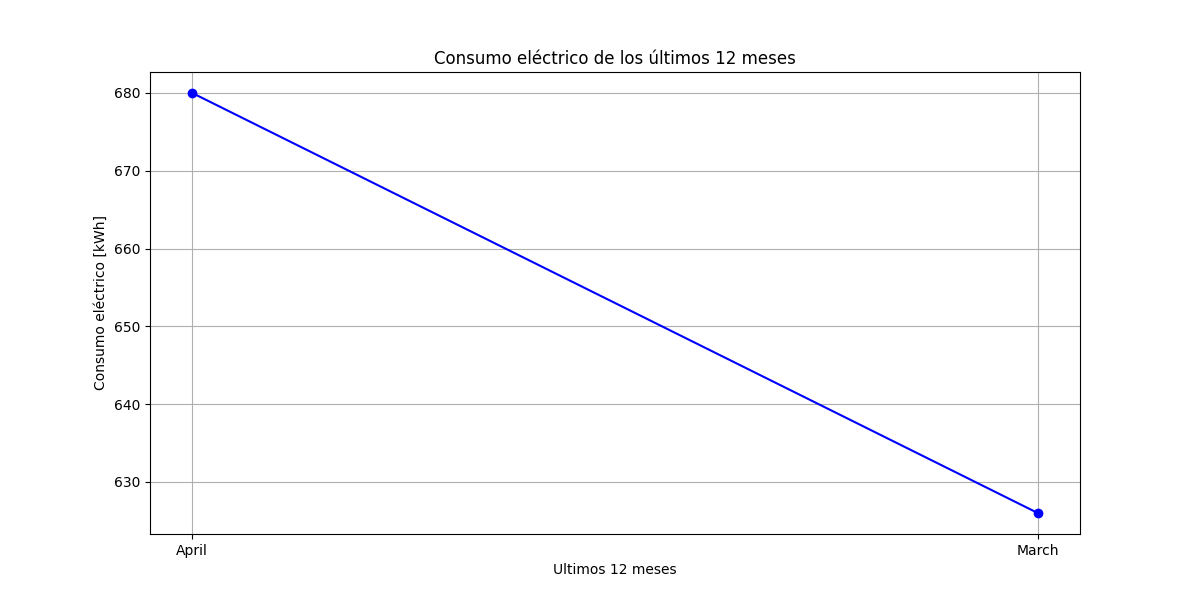 Consumo eléctrico de los últimos 12 meses
Consumo eléctrico [kWh]
680
670
660
650
640
630
April
March
Ultimos 12 meses